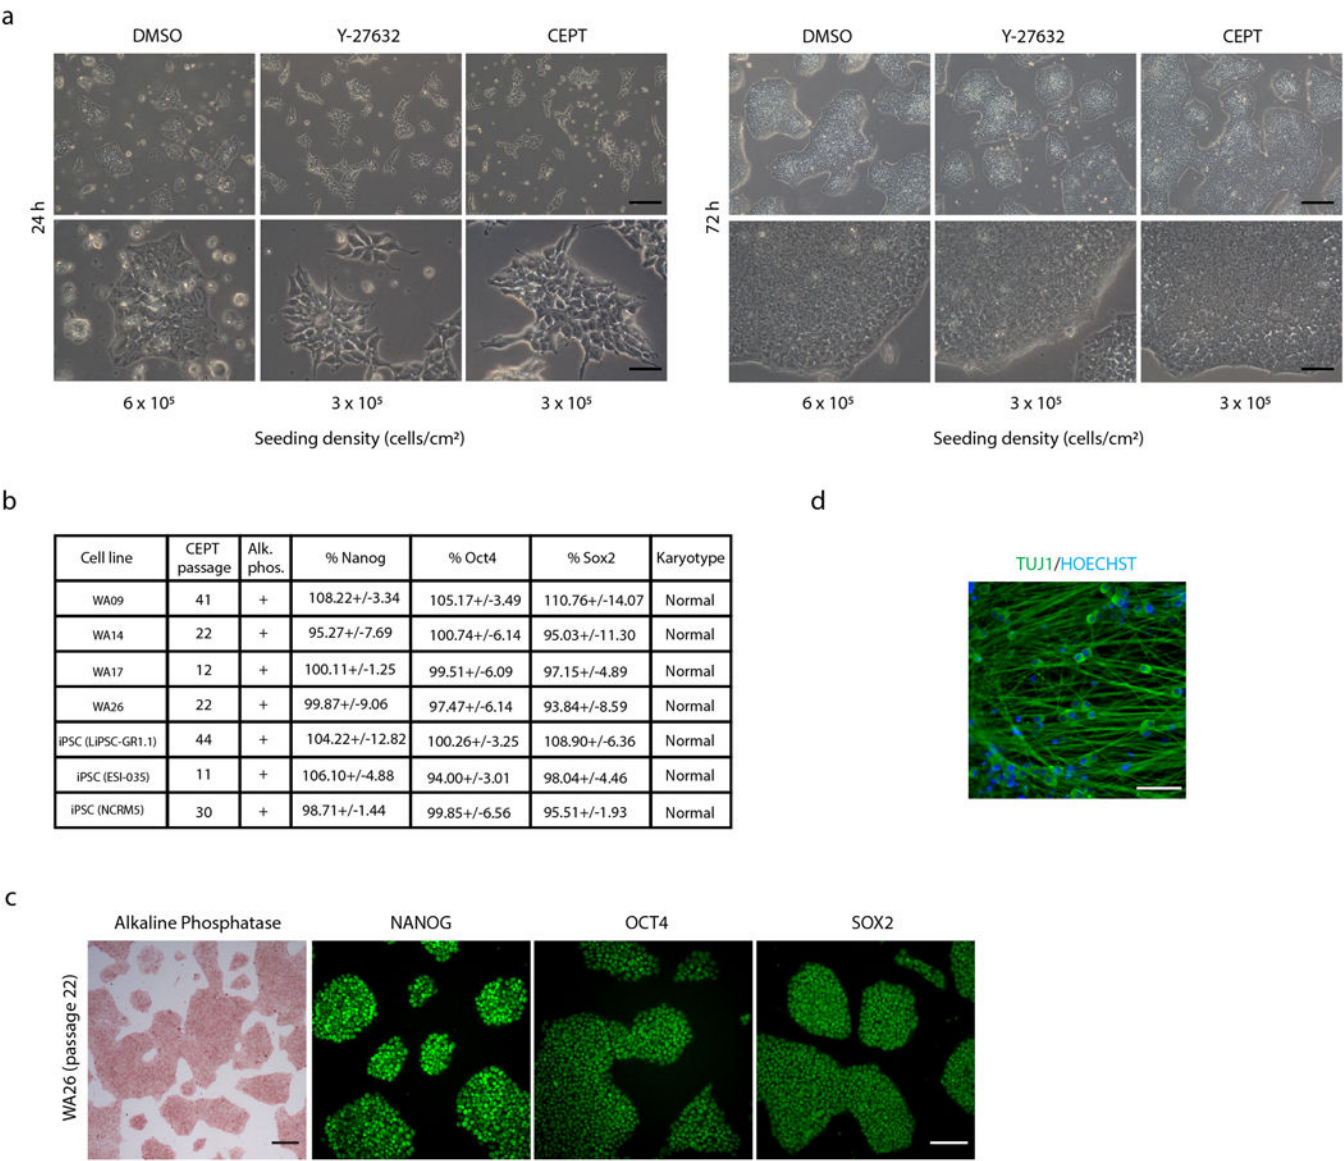 a
DMSO Y-27632 CEPT DMSO Y-27632 CEPT
24 h
72 h
6 x 10⁵ 3 x 10⁵ 3 x 10⁵ 6 x 10⁵ 3 x 10⁵ 3 x 10⁵
Seeding density (cells/cm²) Seeding density (cells/cm²)
b
Cell line CEPT passage Alk. phos. % Nanog % Oct4 % Sox2 Karyotype
WA09 41 + 108.22+/-3.34 105.17+/-3.49 110.76+/-14.07 Normal
WA14 22 + 95.27+/-7.69 100.74+/-6.14 95.03+/-11.30 Normal
WA17 12 + 100.11+/-1.25 99.51+/-6.09 97.15+/-4.89 Normal
WA26 22 + 99.87+/-9.06 97.47+/-6.14 93.84+/-8.59 Normal
iPSC (LiPSC-GR1.1) 44 + 104.22+/-12.82 100.26+/-3.25 108.90+/-6.36 Normal
iPSC (ESI-035) 11 + 106.10+/-4.88 94.00+/-3.01 98.04+/-4.46 Normal
iPSC (NCRM5) 30 + 98.71+/-1.44 99.85+/-6.56 95.51+/-1.93 Normal
d
TUJ1/HOECHST
c
Alkaline Phosphatase NANOG OCT4 SOX2
WA26 (passage 22)